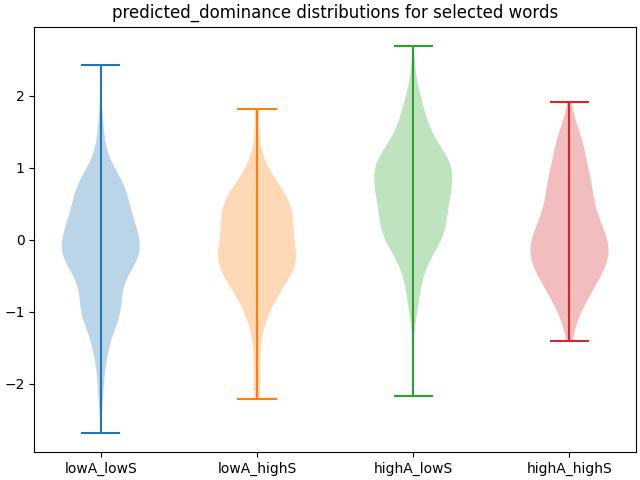 predicted_dominance distributions for selected words
2
1
0
−1
−2
lowA_lowS
lowA_highS
highA_lowS
highA_highS